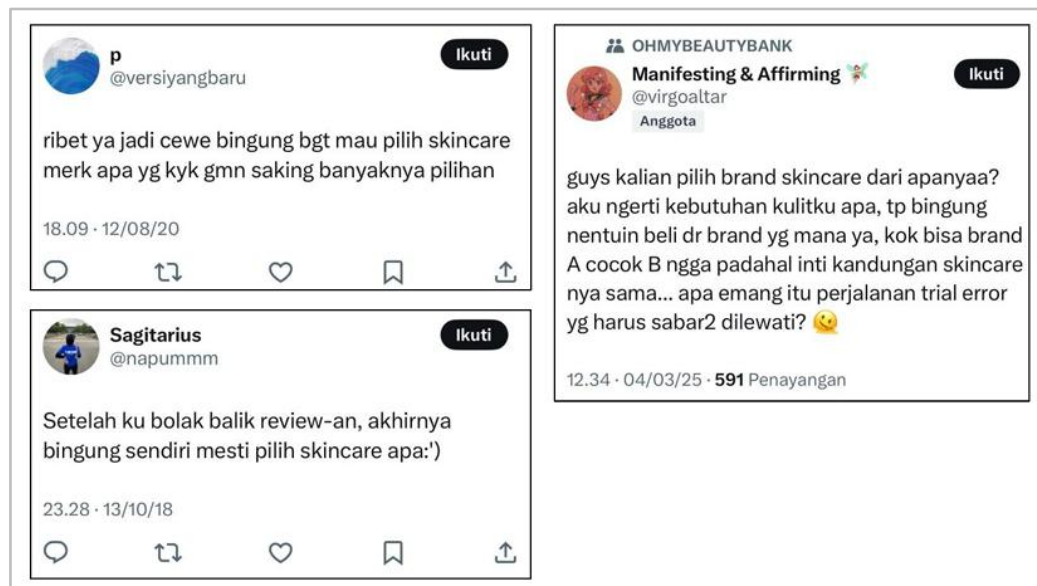 p
@versiyangbaru
Ikuti
ribet ya jadi cewe bingung bgt mau pilih skincare
merk apa yg kyk gmn saking banyaknya pilihan
18.09 · 12/08/20
Sagitarius
@napummm
Ikuti
Setelah ku bolak balik review-an, akhirnya
bingung sendiri mesti pilih skincare apa:')
23.28 · 13/10/18
OHMYBEAUTYBANK
Manifesting & Affirming 🧚
@virgoaltar
Anggota
Ikuti
guys kalian pilih brand skincare dari apanyaa?
aku ngerti kebutuhan kulitku apa, tp bingung
nentuin beli dr brand yg mana ya, kok bisa brand
A cocok B ngga padahal inti kandungan skincare
nya sama... apa emang itu perjalanan trial error
yg harus sabar2 dilewati? 🫠
12.34 · 04/03/25 · 591 Penayangan